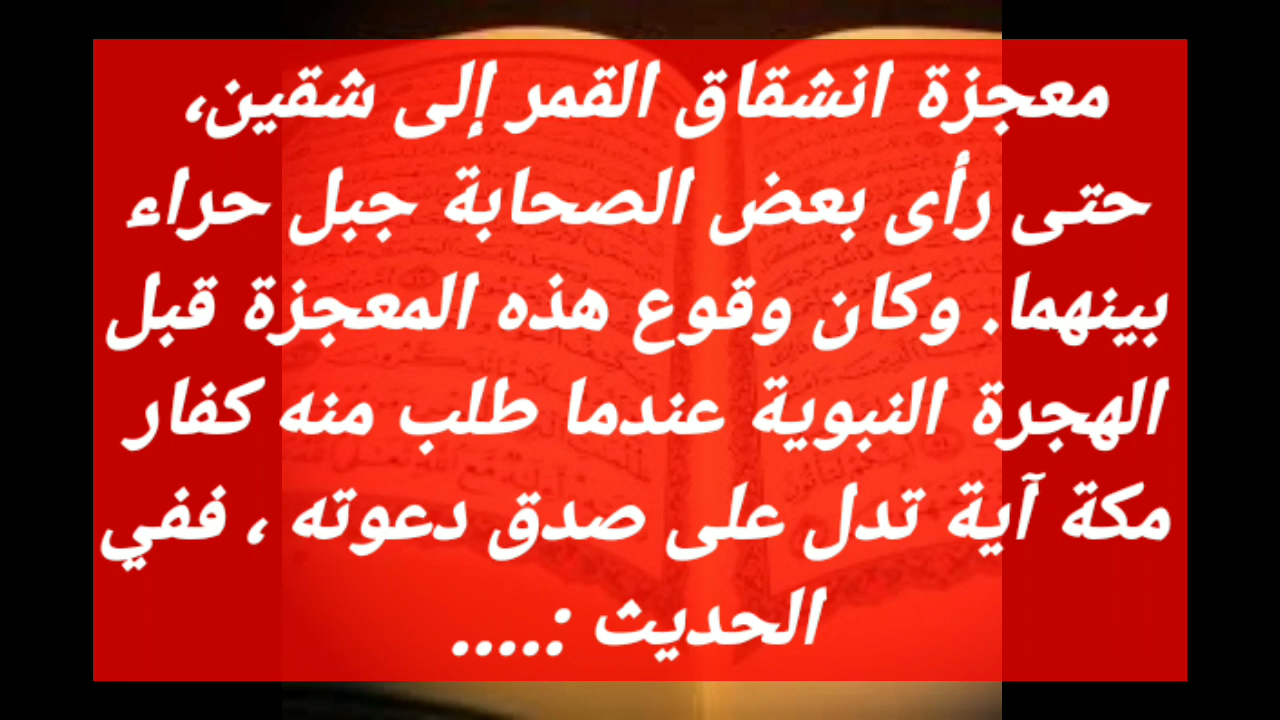 معجزة انشقاق القمر إلى شقين،
حتى رأى بعض الصحابة جبل حراء
بينهما. وكان وقوع هذه المعجزة قبل
الهجرة النبوية عندما طلب منه كفار
مكة آية تدل على صدق دعوته ، ففي
الحديث :....